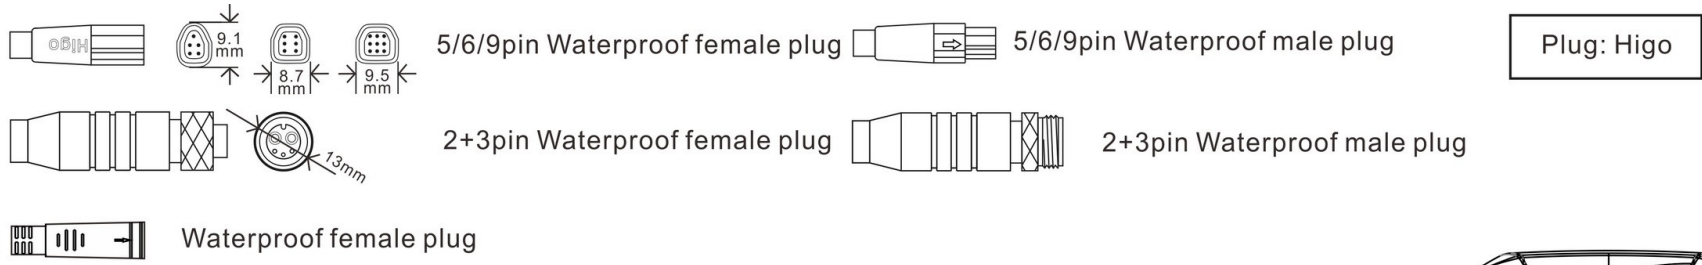 Higo
9.1
mm
8.7
mm
9.5
mm
5/6/9pin Waterproof female plug
5/6/9pin Waterproof male plug
Plug: Higo
13mm
2+3pin Waterproof female plug
2+3pin Waterproof male plug
Waterproof female plug